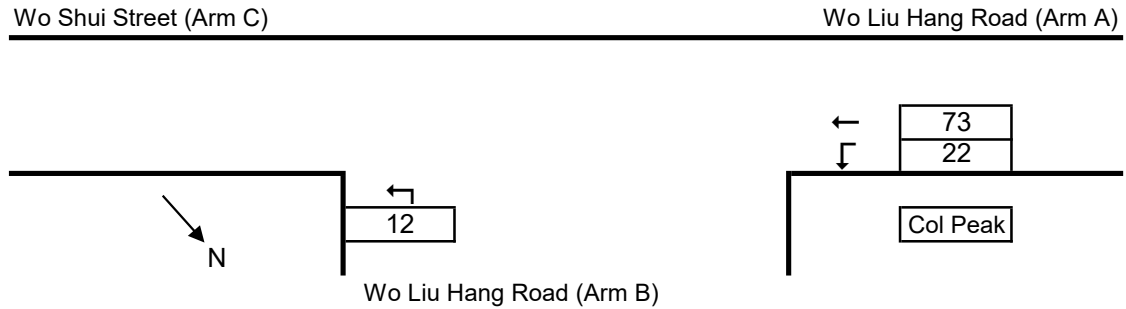 Wo Shui Street (Arm C)
Wo Liu Hang Road (Arm A)
73
22
12
Col Peak
N
Wo Liu Hang Road (Arm B)